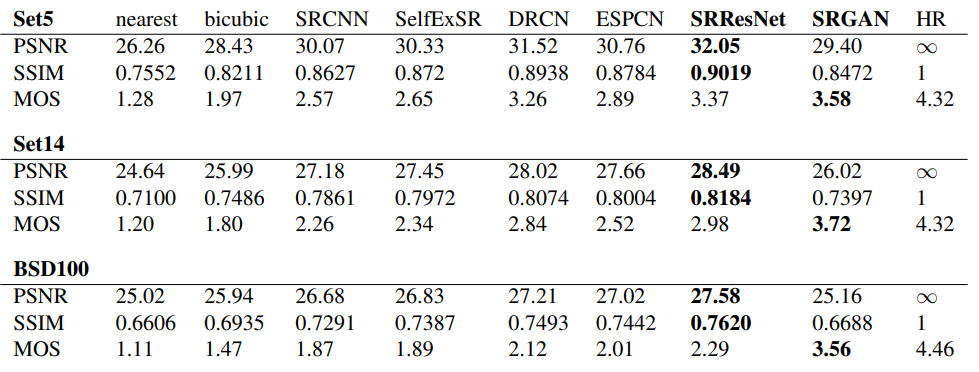 Set5 nearest bicubic SRCNN SelfExSR DRCN ESPCN SRResNet SRGAN HR
PSNR 26.26 28.43 30.07 30.33 31.52 30.76 32.05 29.40 ∞
SSIM 0.7552 0.8211 0.8627 0.872 0.8938 0.8784 0.9019 0.8472 1
MOS 1.28 1.97 2.57 2.65 3.26 2.89 3.37 3.58 4.32
Set14
PSNR 24.64 25.99 27.18 27.45 28.02 27.66 28.49 26.02 ∞
SSIM 0.7100 0.7486 0.7861 0.7972 0.8074 0.8004 0.8184 0.7397 1
MOS 1.20 1.80 2.26 2.34 2.84 2.52 2.98 3.72 4.32
BSD100
PSNR 25.02 25.94 26.68 26.83 27.21 27.02 27.58 25.16 ∞
SSIM 0.6606 0.6935 0.7291 0.7387 0.7493 0.7442 0.7620 0.6688 1
MOS 1.11 1.47 1.87 1.89 2.12 2.01 2.29 3.56 4.46